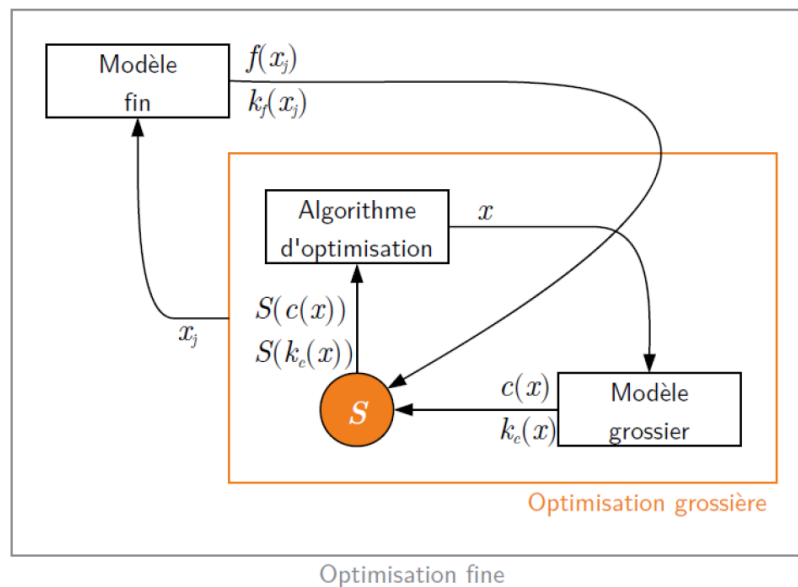 Modèle
fin
f(x_j)
k_f(x_j)
Algorithme
d'optimisation
x
S(c(x))
S(k_c(x))
x_j
S
c(x)
k_c(x)
Modèle
grossier
Optimisation grossière
Optimisation fine